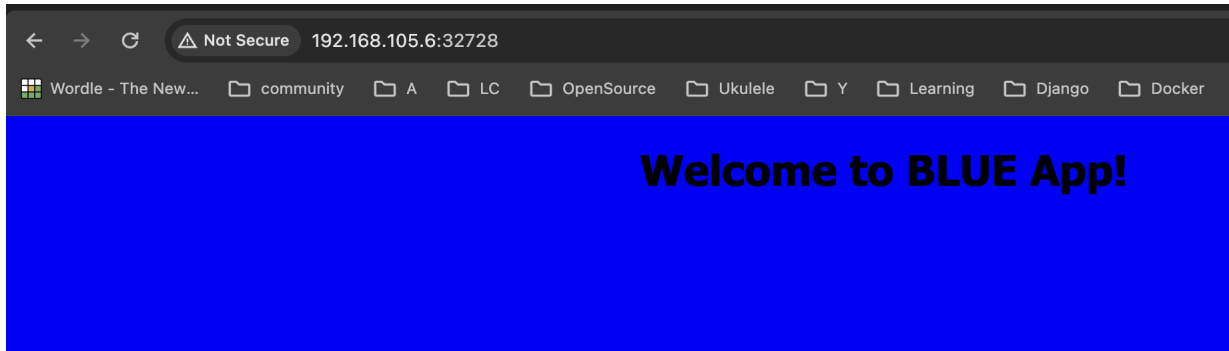 Not Secure 192.168.105.6:32728
Wordle - The New... community A LC OpenSource Ukulele Y Learning Django Docker
Welcome to BLUE App!